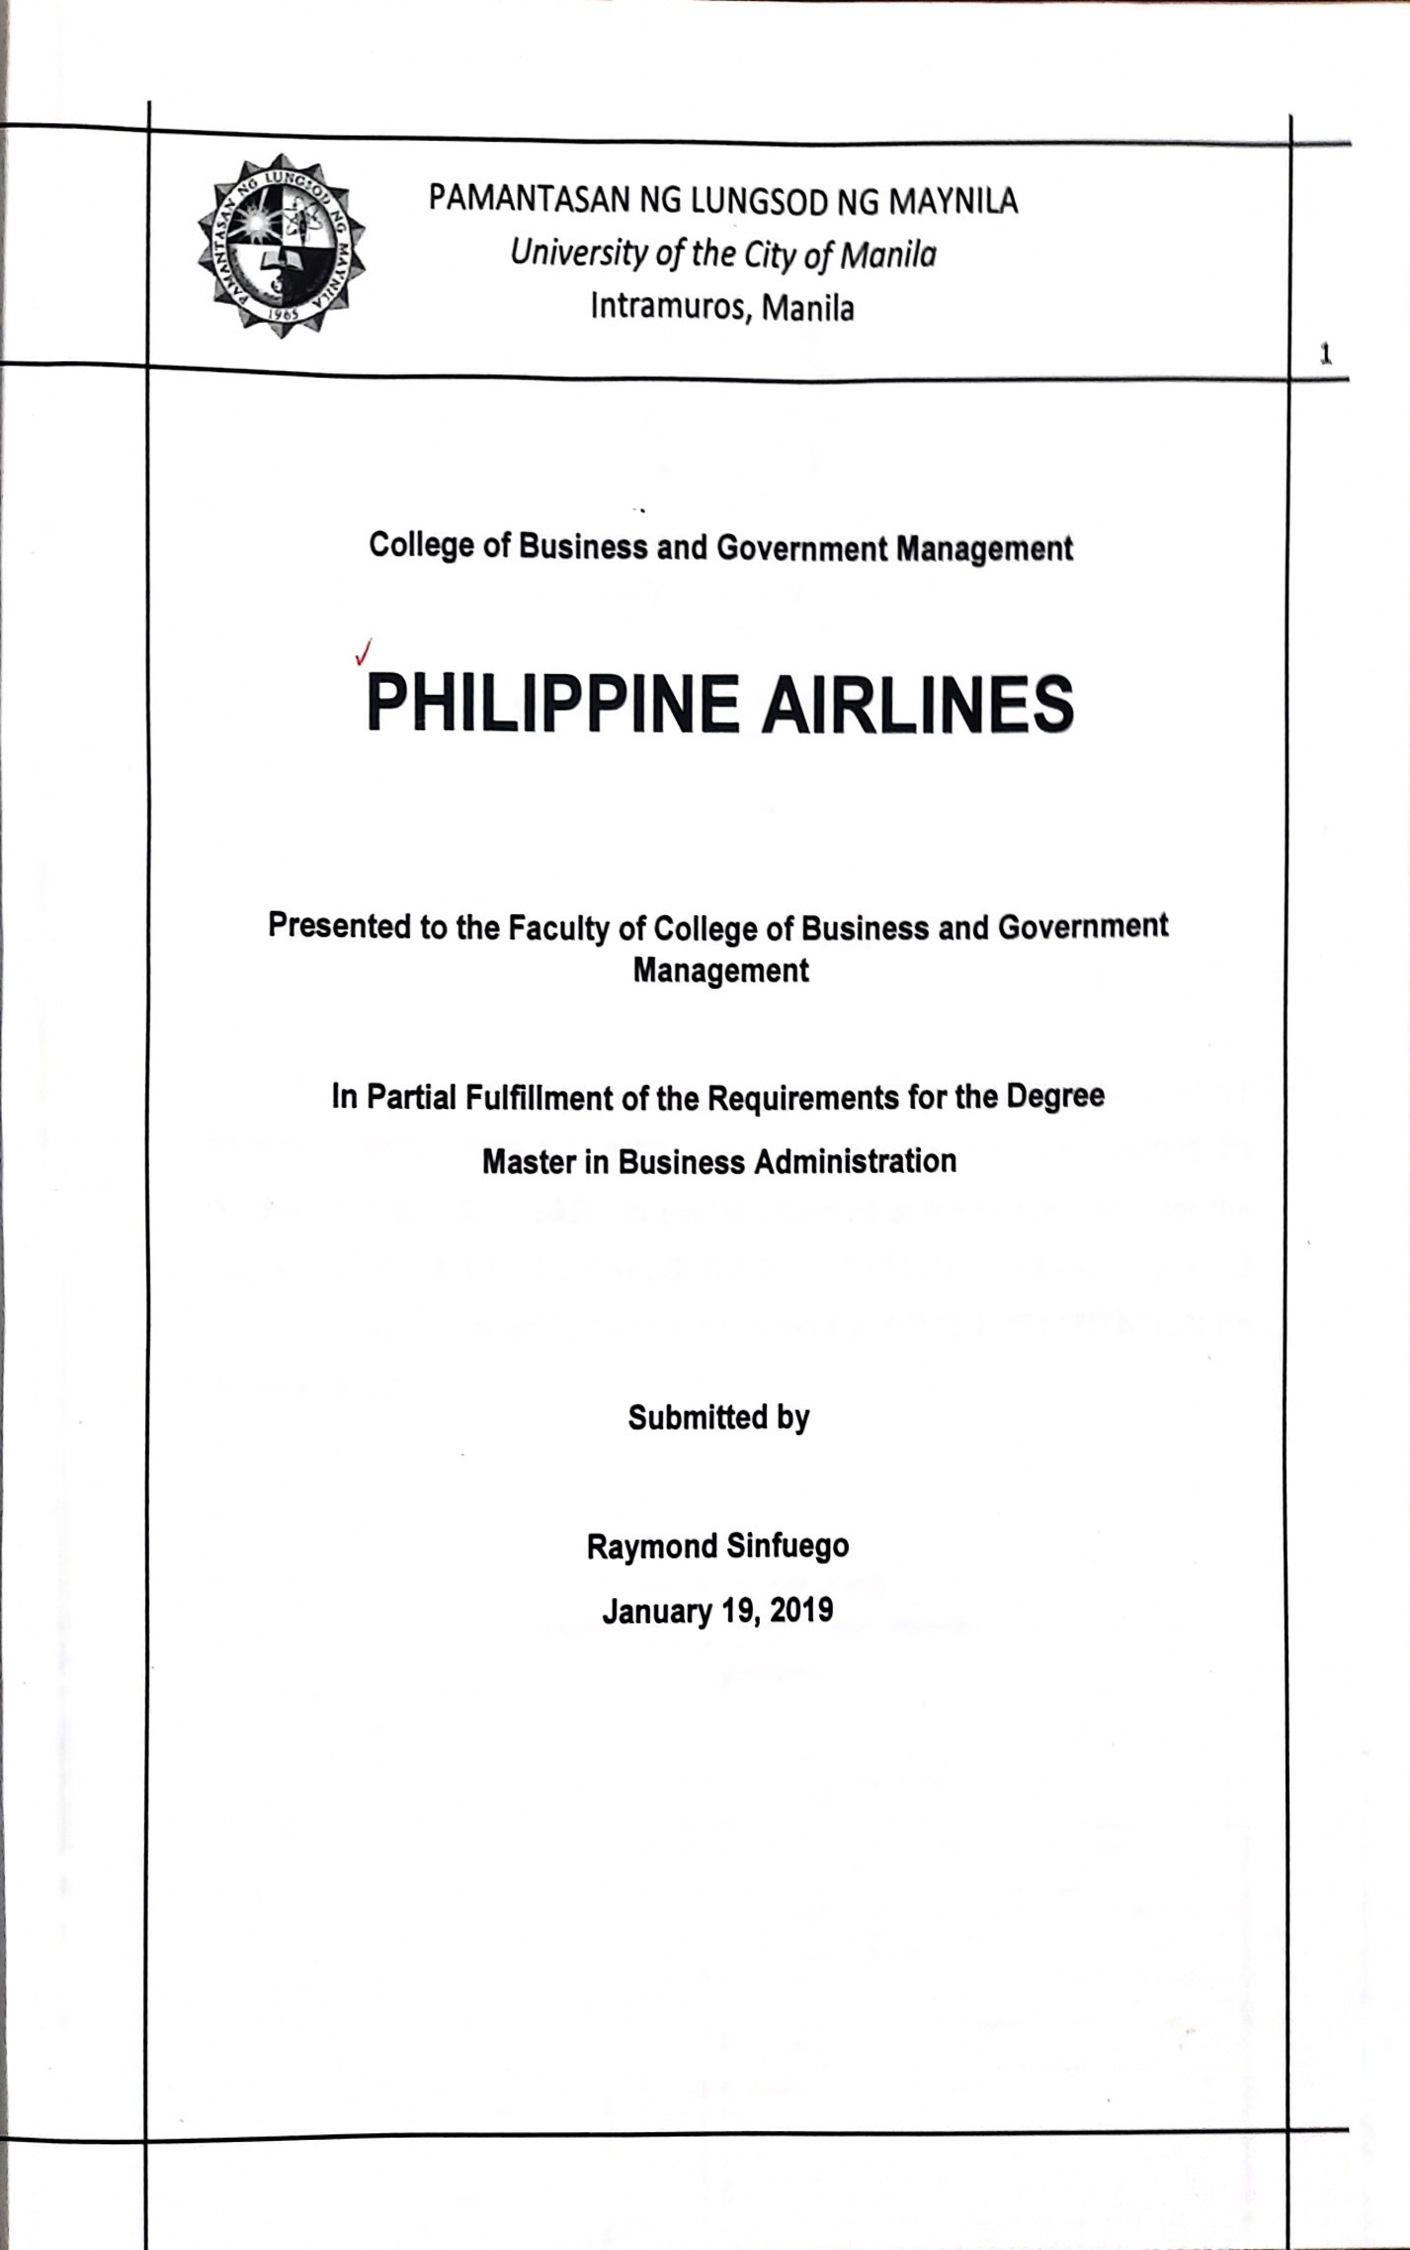 PAMANTASAN NG LUNGSOD NG MAYNILA
1965
PAMANTASAN NG LUNGSOD NG MAYNILA
University of the City of Manila
Intramuros, Manila
1
College of Business and Government Management
PHILIPPINE AIRLINES
Presented to the Faculty of College of Business and Government
Management
In Partial Fulfillment of the Requirements for the Degree
Master in Business Administration
Submitted by
Raymond Sinfuego
January 19, 2019